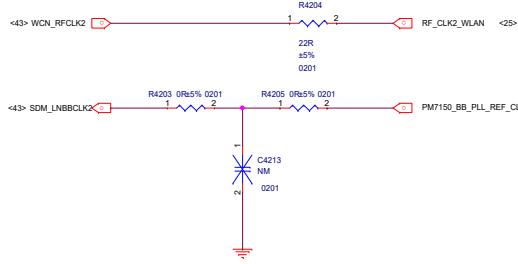 R4204
<43> WCN_RFCLK2 1 2 RF_CLK2_WLAN <25>
22R
±5%
0201
R4203 0R±5% 0201 R4205 0R±5% 0201
<43> SDM_LNBBCLK2 1 2 1 2 PM7150_BB_PLL_REF_CL
1
C4213
NM
2 0201